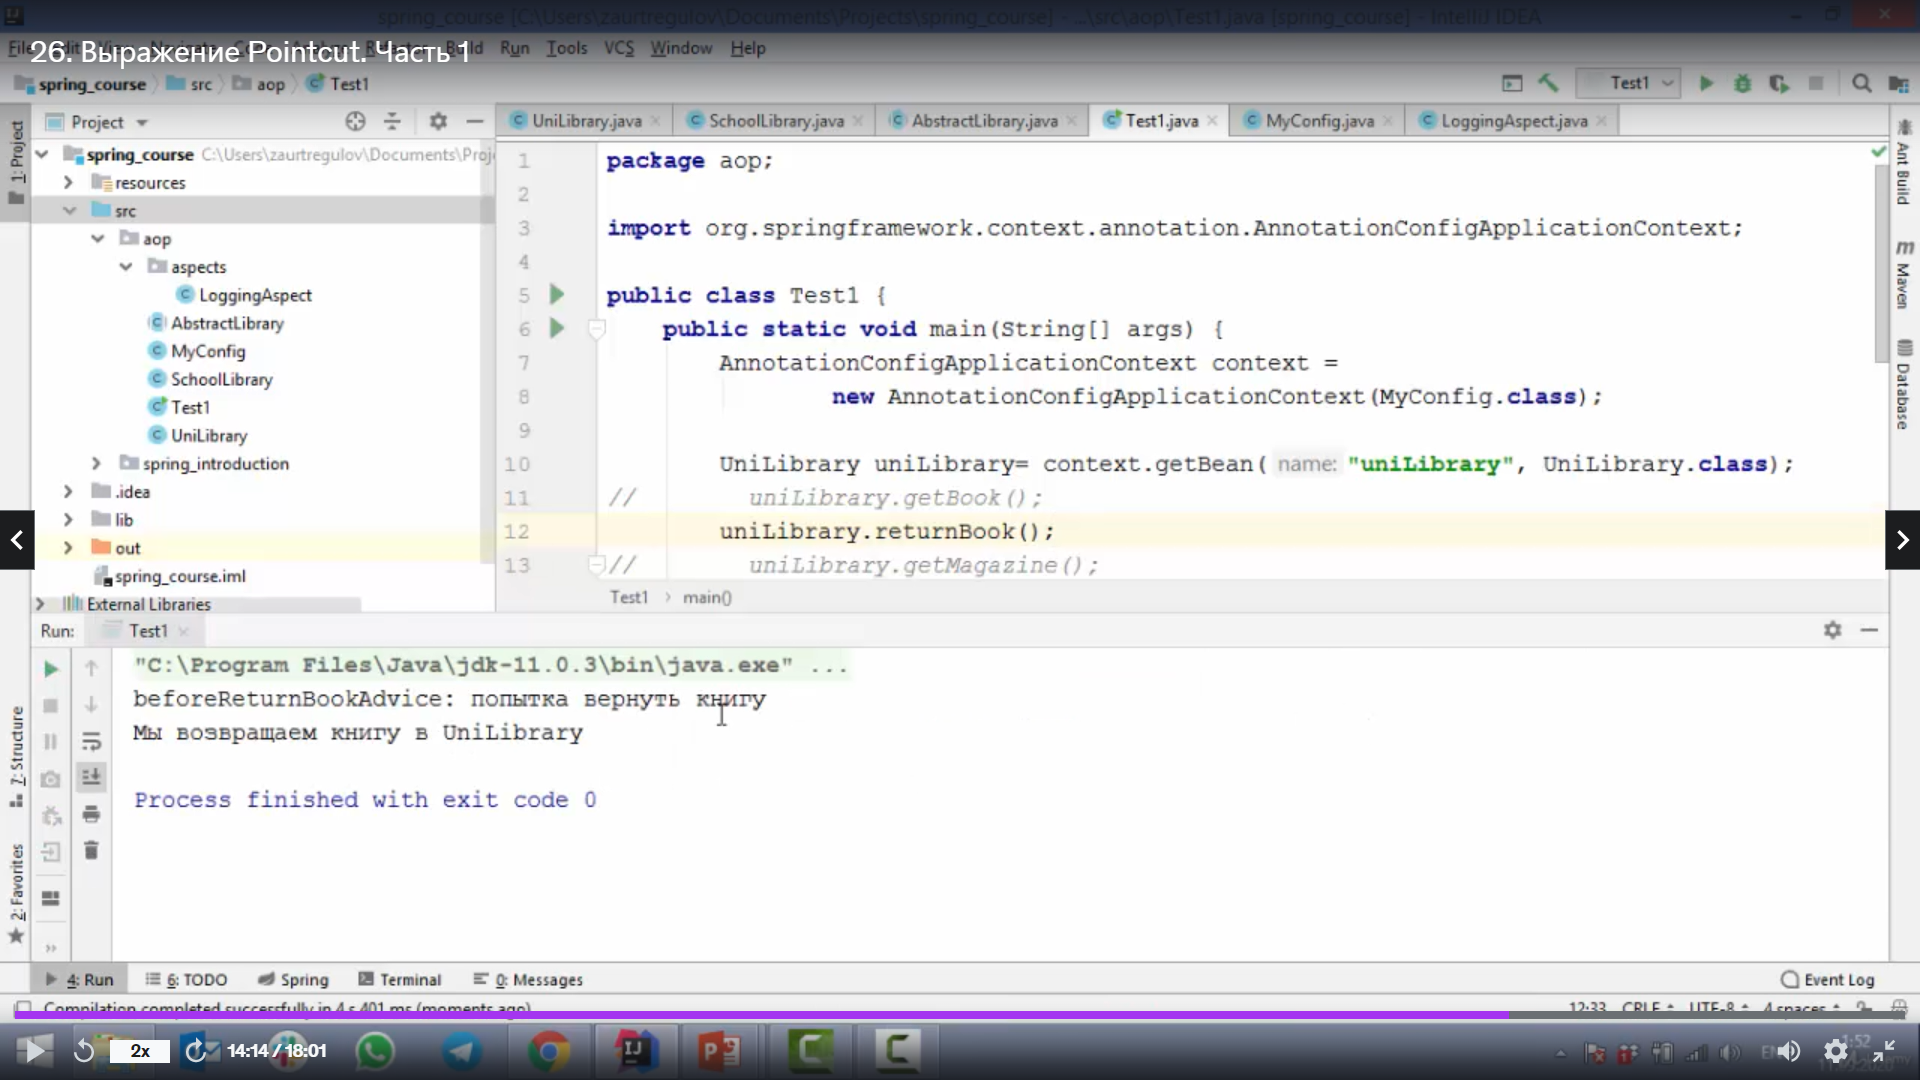 spring_course [C:\Users\zaurtregulov\Documents\Projects\spring_course] - ...\src\aop\Test1.java [spring_course] - IntelliJ IDEA
26. Выражение Pointcut. Часть 1
File Run Tools VCS Window Help
spring_course src aop Test1
Test1
Project
UniLibrary.java SchoolLibrary.java AbstractLibrary.java Test1.java MyConfig.java LoggingAspect.java
1: Project
spring_course C:\Users\zaurtregulov\Documents\Proj
resources
src
aop
aspects
LoggingAspect
AbstractLibrary
MyConfig
SchoolLibrary
Test1
UniLibrary
spring_introduction
.idea
lib
out
spring_course.iml
External Libraries
1 package aop;
2
3 import org.springframework.context.annotation.AnnotationConfigApplicationContext;
4
5 public class Test1 {
6 public static void main(String[] args) {
7 AnnotationConfigApplicationContext context =
8 new AnnotationConfigApplicationContext(MyConfig.class);
9
10 UniLibrary uniLibrary= context.getBean( name: "uniLibrary", UniLibrary.class);
11 // uniLibrary.getBook();
12 uniLibrary.returnBook();
13 // uniLibrary.getMagazine();
Test1 main()
Ant Build
Maven
Database
Run: Test1
"C:\Program Files\Java\jdk-11.0.3\bin\java.exe" ...
beforeReturnBookAdvice: попытка вернуть книгу
Мы возвращаем книгу в UniLibrary
Process finished with exit code 0
7: Structure
2: Favorites
4: Run 6: TODO Spring Terminal 0: Messages Event Log
Compilation completed successfully in 4 s 401 ms (moments ago) 12:33 CRLF UTF-8 4 spaces
2x 14:14 / 18:01